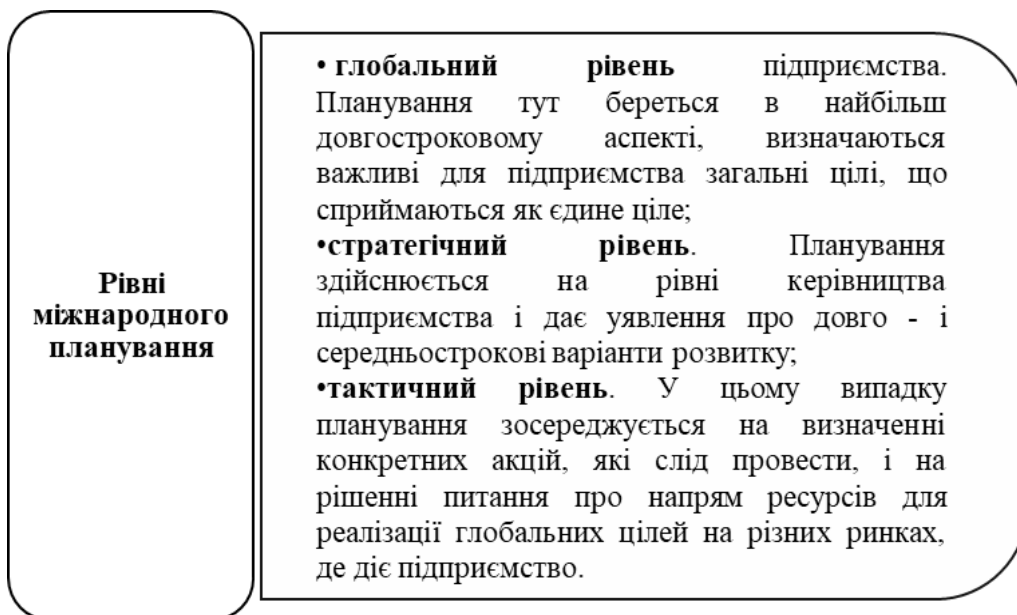 Рівні
міжнародного
планування
• глобальний рівень підприємства.
Планування тут береться в найбільш
довгостроковому аспекті, визначаються
важливі для підприємства загальні цілі, що
сприймаються як єдине ціле;
•стратегічний рівень. Планування
здійснюється на рівні керівництва
підприємства і дає уявлення про довго - і
середньострокові варіанти розвитку;
•тактичний рівень. У цьому випадку
планування зосереджується на визначенні
конкретних акцій, які слід провести, і на
рішенні питання про напрям ресурсів для
реалізації глобальних цілей на різних ринках,
де діє підприємство.